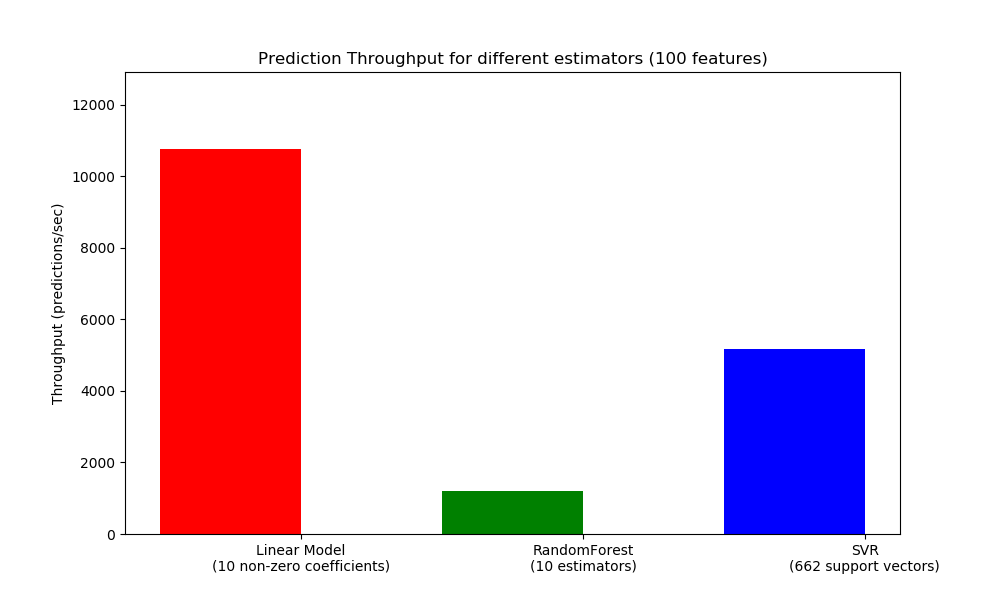 Prediction Throughput for different estimators (100 features)
Throughput (predictions/sec)
12000
10000
8000
6000
4000
2000
0
Linear Model
(10 non-zero coefficients)
RandomForest
(10 estimators)
SVR
(662 support vectors)